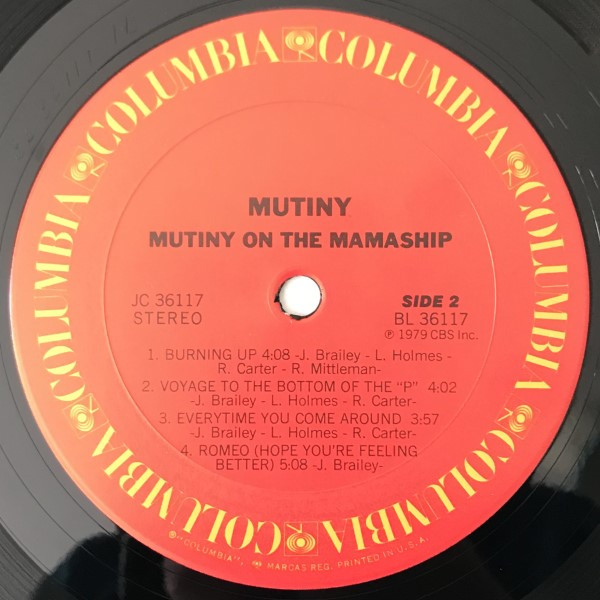 COLUMBIA COLUMBIA COLUMBIA COLUMBIA COLUMBIA COLUMBIA COLUMBIA COLUMBIA
MUTINY
MUTINY ON THE MAMASHIP
JC 36117
STEREO
SIDE 2
BL 36117
℗ 1979 CBS Inc.
1. BURNING UP 4:08 -J. Brailey - L. Holmes -
R. Carter - R. Mittleman-
2. VOYAGE TO THE BOTTOM OF THE “P” 4:02
-J. Brailey - L. Holmes - R. Carter-
3. EVERYTIME YOU COME AROUND 3:57
-J. Brailey - L. Holmes - R. Carter-
4. ROMEO (HOPE YOU'RE FEELING
BETTER) 5:08 -J. Brailey-
®“COLUMBIA”, MARCAS REG. PRINTED IN U.S.A.